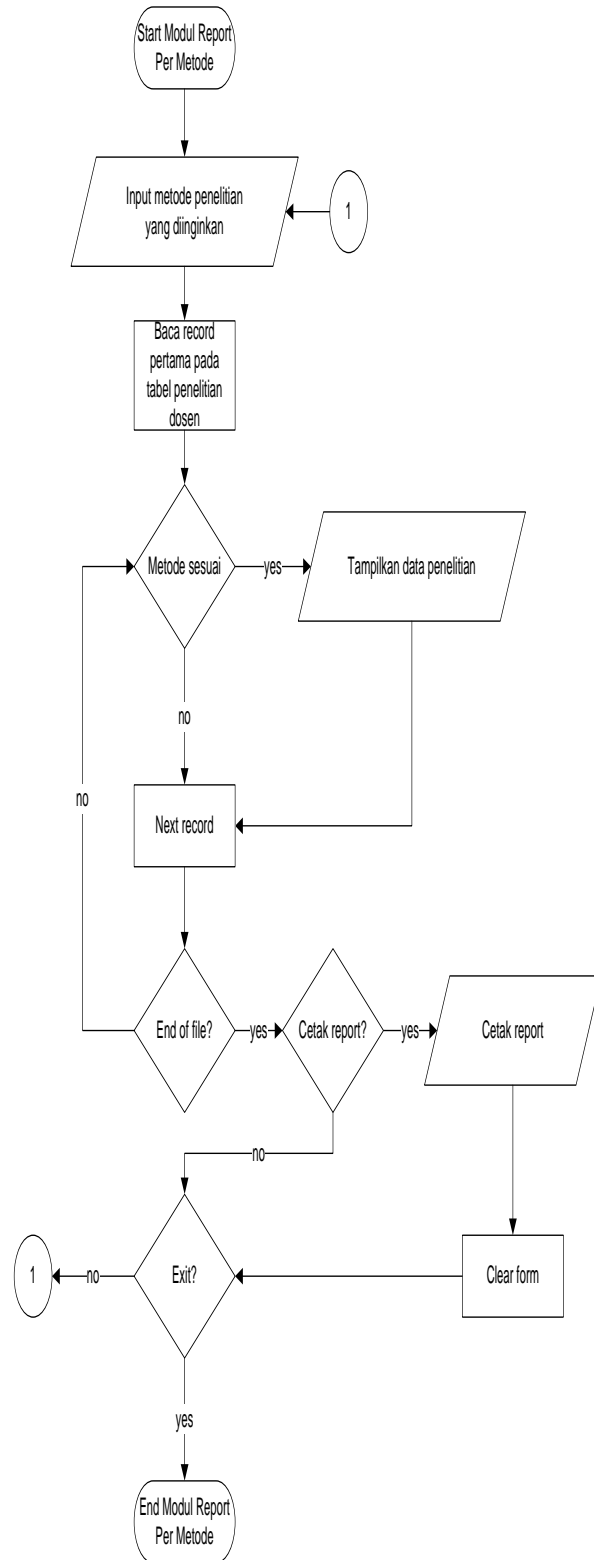 Start Modul Report
Per Metode
Input metode penelitian
yang diinginkan
1
Baca record
pertama pada
tabel penelitian
dosen
Metode sesuai
yes
Tampilkan data penelitian
no
no
Next record
End of file?
yes
Cetak report?
yes
Cetak report
no
1
no
Exit?
Clear form
yes
End Modul Report
Per Metode